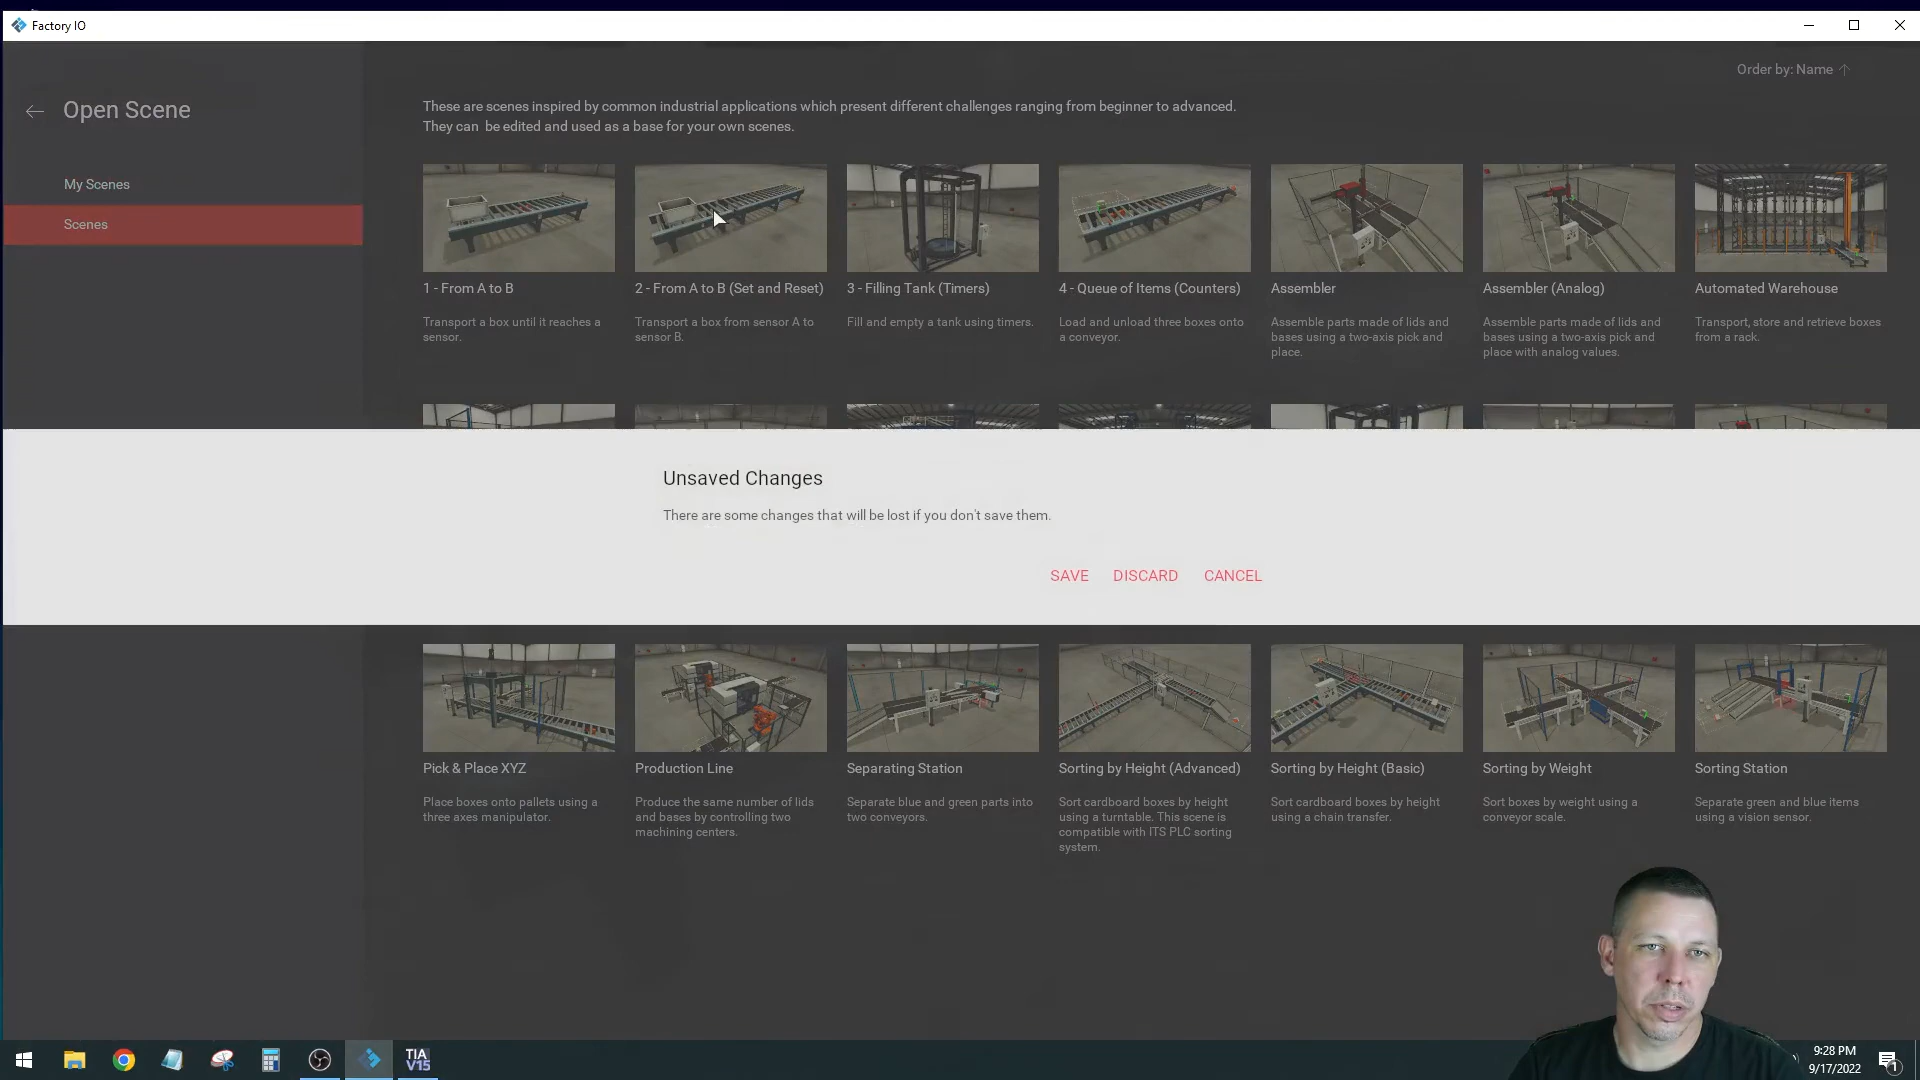 Factory IO
Order by: Name
Open Scene
These are scenes inspired by common industrial applications which present different challenges ranging from beginner to advanced.
They can be edited and used as a base for your own scenes.
My Scenes
Scenes
1 - From A to B
2 - From A to B (Set and Reset)
3 - Filling Tank (Timers)
4 - Queue of Items (Counters)
Assembler
Assembler (Analog)
Automated Warehouse
Transport a box until it reaches a
sensor.
Transport a box from sensor A to
sensor B.
Fill and empty a tank using timers.
Load and unload three boxes onto
a conveyor.
Assemble parts made of lids and
bases using a two-axis pick and
place.
Assemble parts made of lids and
bases using a two-axis pick and
place with analog values.
Transport, store and retrieve boxes
from a rack.
Unsaved Changes
There are some changes that will be lost if you don't save them.
SAVE DISCARD CANCEL
Pick & Place XYZ
Production Line
Separating Station
Sorting by Height (Advanced)
Sorting by Height (Basic)
Sorting by Weight
Sorting Station
Place boxes onto pallets using a
three axes manipulator.
Produce the same number of lids
and bases by controlling two
machining centers.
Separate blue and green parts into
two conveyors.
Sort cardboard boxes by height
using a turntable. This scene is
compatible with ITS PLC sorting
system.
Sort cardboard boxes by height
using a chain transfer.
Sort boxes by weight using a
conveyor scale.
Separate green and blue items
using a vision sensor.
TIA
V15
9:28 PM
9/17/2022
1